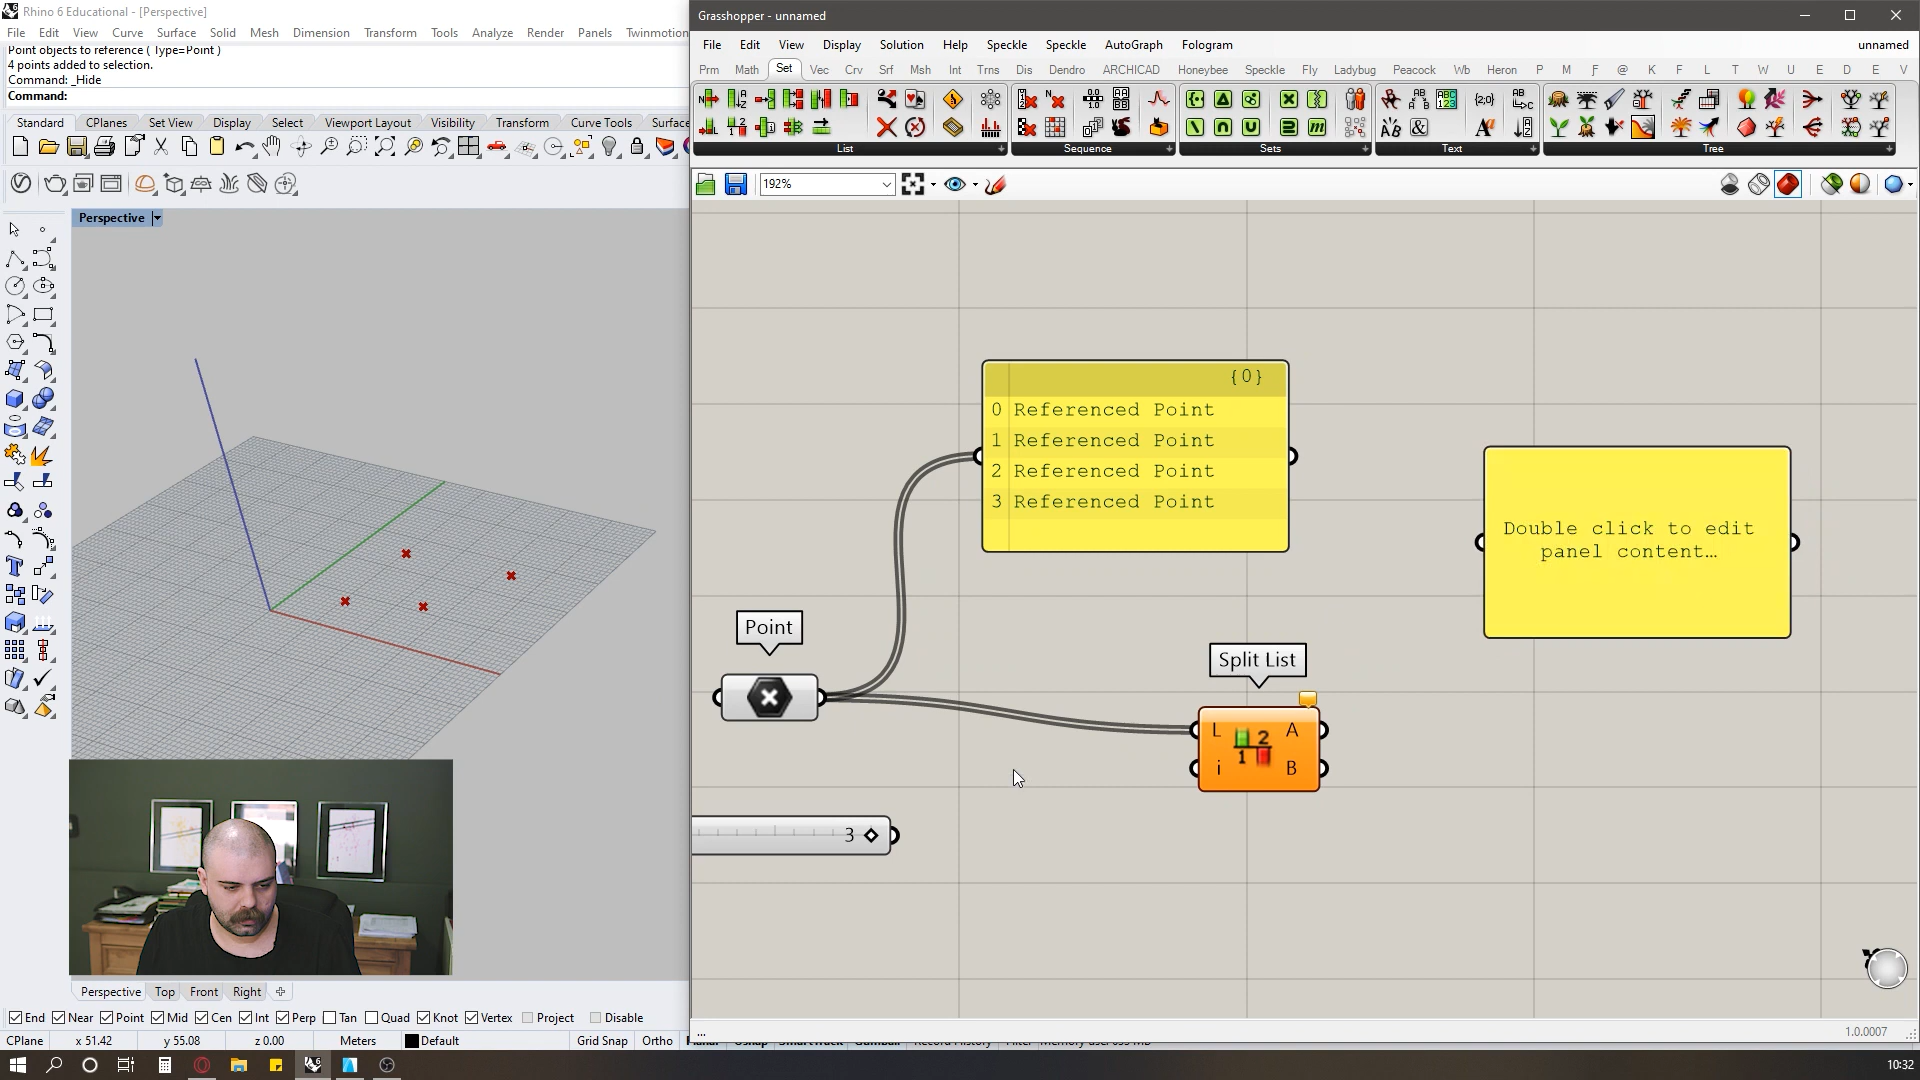 Rhino 6 Educational - [Perspective]
File Edit View Curve Surface Solid Mesh Dimension Transform Tools Analyze Render Panels Twinmotion
Point objects to reference ( Type=Point )
4 points added to selection.
Command: _Hide
Command:
Standard CPlanes Set View Display Select Viewport Layout Visibility Transform Curve Tools Surface
Perspective
Perspective Top Front Right
End Near Point Mid Cen Int Perp Tan Quad Knot Vertex Project Disable
CPlane x 51.42 y 55.08 z 0.00 Meters Default Grid Snap Ortho
Grasshopper - unnamed
File Edit View Display Solution Help Speckle Speckle AutoGraph Fologram unnamed
Prm Math Set Vec Crv Srf Msh Int Trns Dis Dendro ARCHICAD Honeybee Speckle Fly Ladybug Peacock Wb Heron P M F @ K F L T W U E D E V
List Sequence Sets Text Tree
192%
{0}
0 Referenced Point
1 Referenced Point
2 Referenced Point
3 Referenced Point
Double click to edit
panel content…
Point
Split List
L A
i B
3
...
1.0.0007
10:32